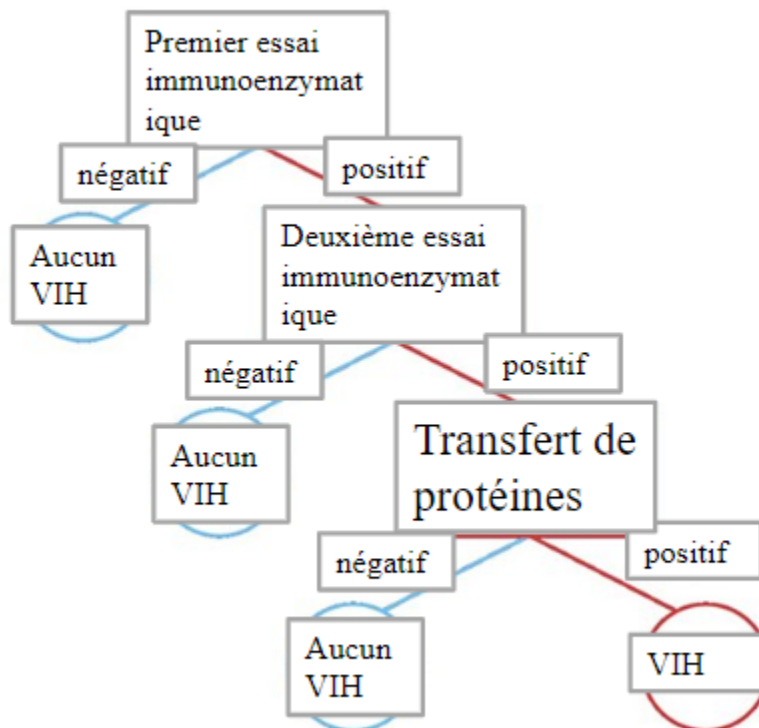 Premier essai
immunoenzymat
ique
négatif
positif
Aucun
VIH
Deuxième essai
immunoenzymat
ique
négatif
positif
Aucun
VIH
Transfert de
protéines
négatif
positif
Aucun
VIH
VIH